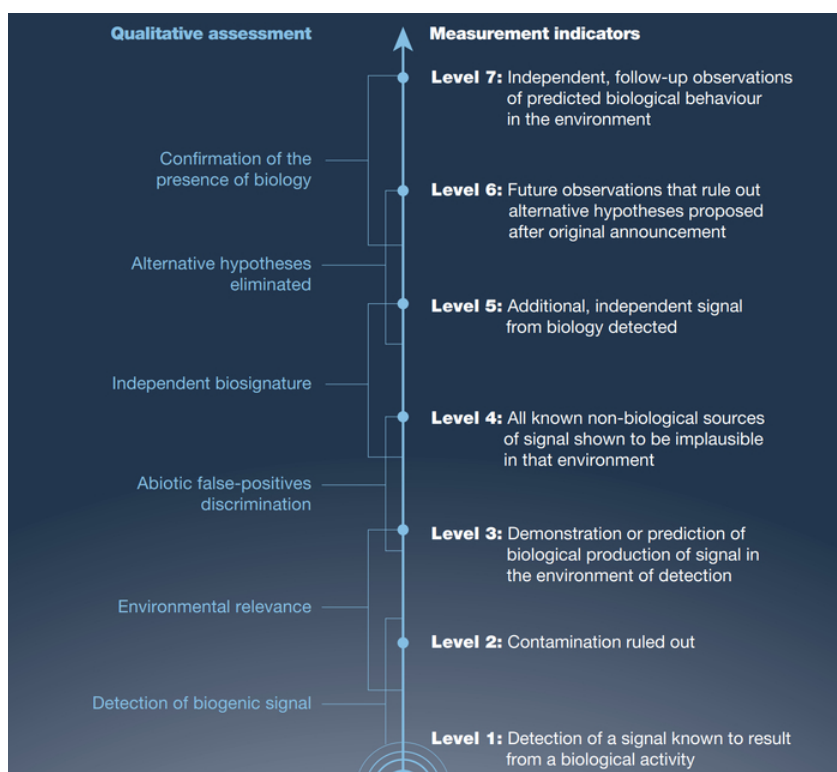 Qualitative assessment
Measurement indicators
Level 7: Independent, follow-up observations
of predicted biological behaviour
in the environment
Confirmation of the
presence of biology
Level 6: Future observations that rule out
alternative hypotheses proposed
after original announcement
Alternative hypotheses
eliminated
Level 5: Additional, independent signal
from biology detected
Independent biosignature
Level 4: All known non-biological sources
of signal shown to be implausible
in that environment
Abiotic false-positives
discrimination
Level 3: Demonstration or prediction of
biological production of signal in
the environment of detection
Environmental relevance
Level 2: Contamination ruled out
Detection of biogenic signal
Level 1: Detection of a signal known to result
from a biological activity